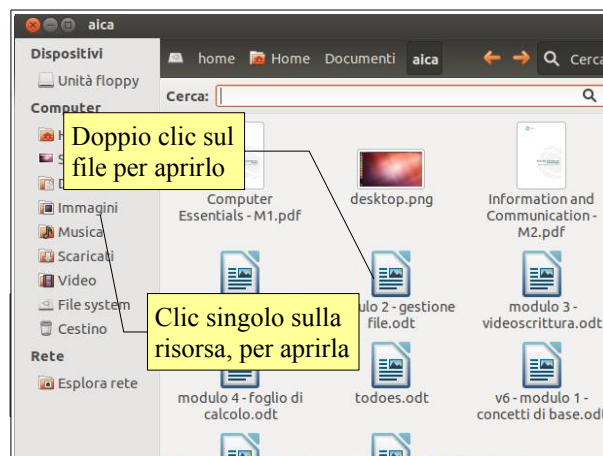 aica
Dispositivi
home Home Documenti aica Cerca
Unità floppy
Cerca:
Computer
Doppio clic sul
file per aprirlo
Computer
Essentials - M1.pdf
desktop.png
Information and
Communication -
M2.pdf
Immagini
Musica
Scaricati
Video
File system
Cestino
Clic singolo sulla
risorsa, per aprirla
2 - gestione
file.odt
modulo 3 -
videoscrittura.odt
Rete
Esplora rete
modulo 4 - foglio di
calcolo.odt
todoes.odt
v6 - modulo 1 -
concetti di base.od